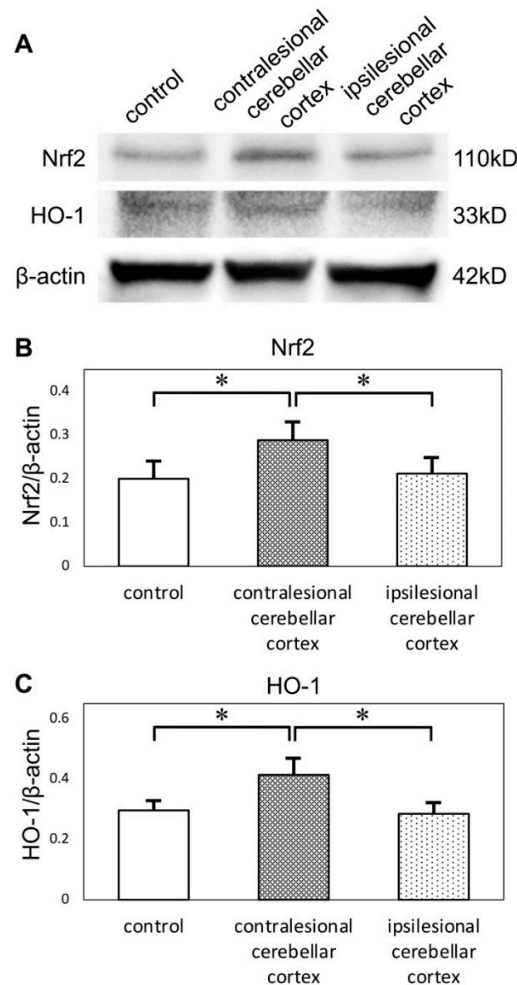 A
control
contralesional
cerebellar
cortex
ipsilesional
cerebellar
cortex
Nrf2
110kD
HO-1
33kD
β-actin
42kD
B
Nrf2
Nrf2/β-actin
0.4
0.3
0.2
0.1
0
*
*
control
contralesional
cerebellar
cortex
ipsilesional
cerebellar
cortex
C
HO-1
HO-1/β-actin
0.6
0.4
0.2
0
*
*
control
contralesional
cerebellar
cortex
ipsilesional
cerebellar
cortex